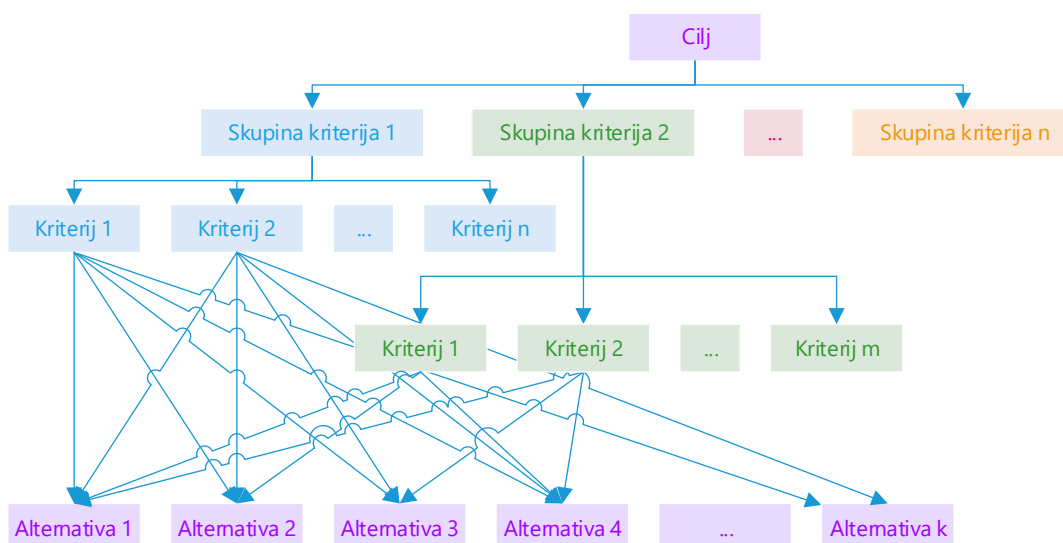 Cilj
Skupina kriterija 1
Skupina kriterija 2
...
Skupina kriterija n
Kriterij 1
Kriterij 2
...
Kriterij n
Kriterij 1
Kriterij 2
...
Kriterij m
Alternativa 1
Alternativa 2
Alternativa 3
Alternativa 4
...
Alternativa k